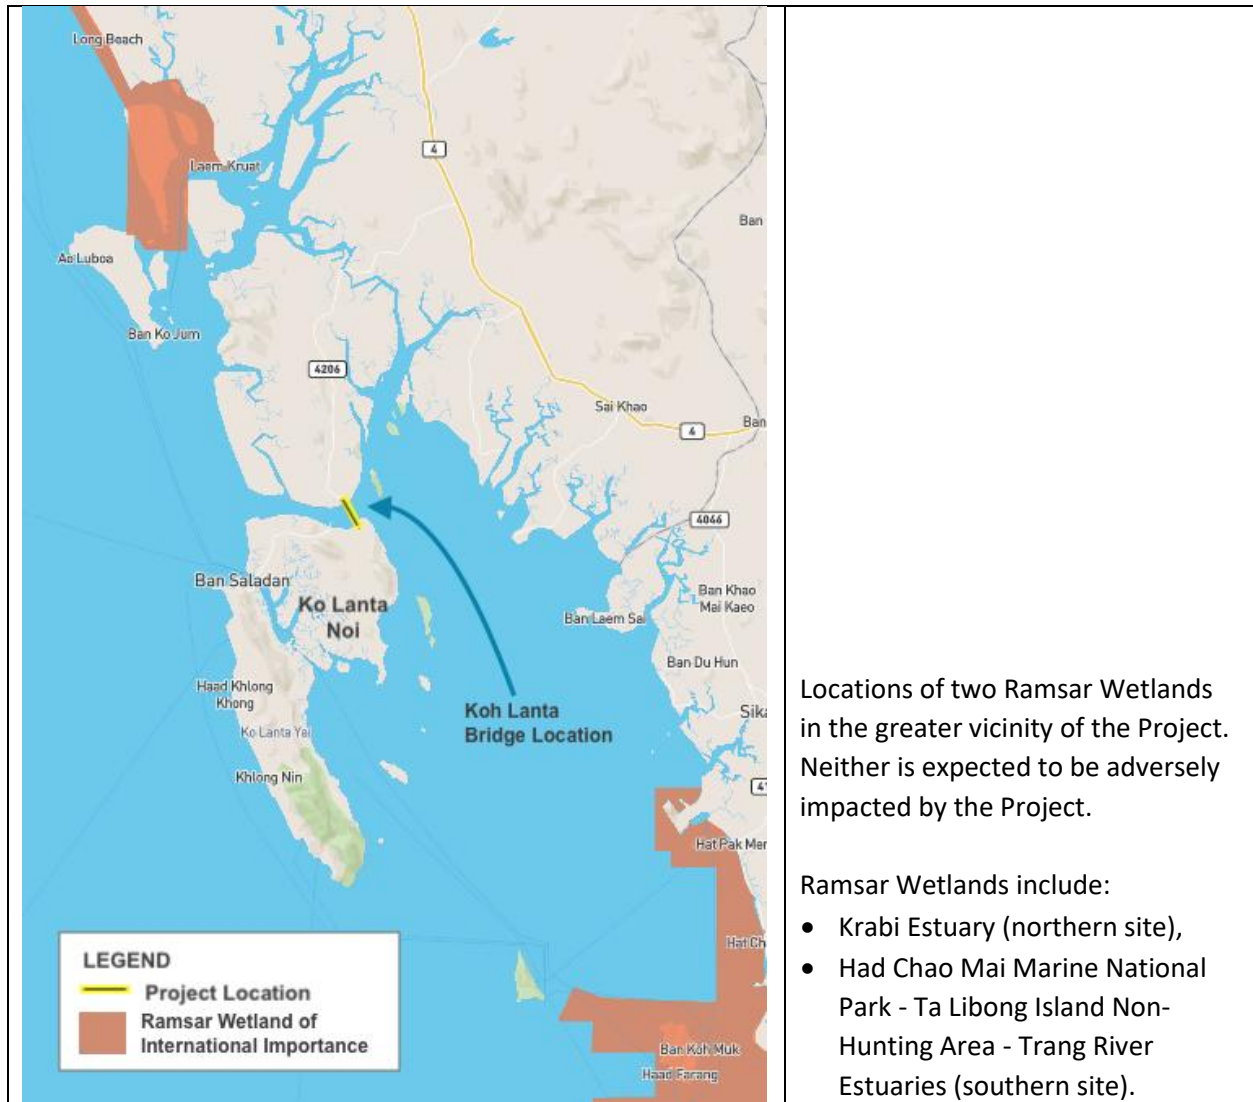 Long Beach
Laem Kruat
4
Ban
Ao Luboa
Ban Ko Jum
4206
Sai Khao
4
Ban
4046
Ban Saladan
Ko Lanta
Noi
Ban Khao
Mai Kaeo
Ban Laem Sai
Ban Du Hun
Haad Khlong
Khong
Koh Lanta
Bridge Location
Sika
Ko Lanta Yai
Khlong Nin
41
Hat Pak Mer
Hat Ch
Ban Koh Muk
Haad Farang
LEGEND
Project Location
Ramsar Wetland of
International Importance
Locations of two Ramsar Wetlands
in the greater vicinity of the Project.
Neither is expected to be adversely
impacted by the Project.
Ramsar Wetlands include:
• Krabi Estuary (northern site),
• Had Chao Mai Marine National
Park - Ta Libong Island Non-
Hunting Area - Trang River
Estuaries (southern site).